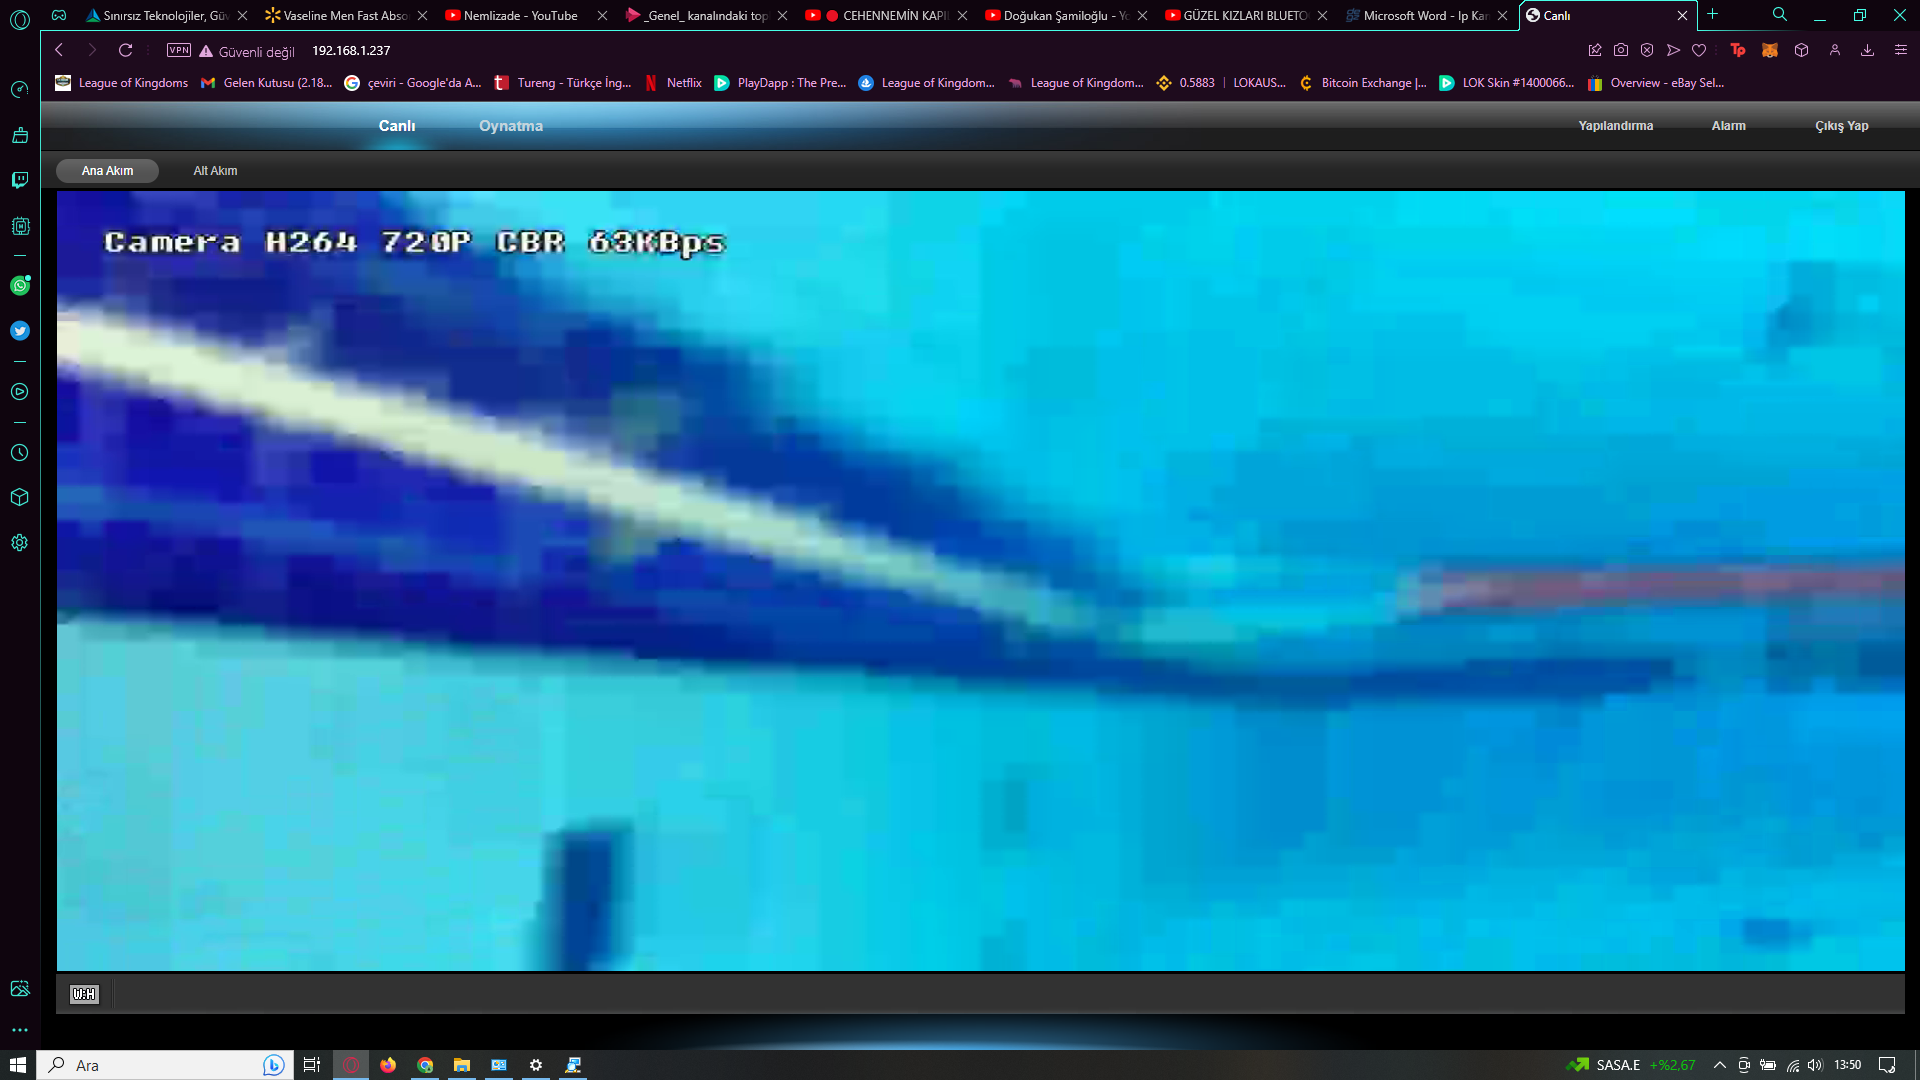 Sınırsız Teknolojiler, Gü
Vaseline Men Fast Abso
Nemlizade - YouTube
_Genel_ kanalındaki top
CEHENNEMİN KAPI
Doğukan Şamiloğlu - Yo
GÜZEL KIZLARI BLUETO
Microsoft Word - Ip Kar
Canlı
VPN
Güvenli değil
192.168.1.237
League of Kingdoms
Gelen Kutusu (2.18...
çeviri - Google'da A...
Tureng - Türkçe İng...
Netflix
PlayDapp : The Pre...
League of Kingdom...
League of Kingdom...
0.5883 | LOKAUS...
Bitcoin Exchange |...
LOK Skin #1400066...
Overview - eBay Sel...
Canlı
Oynatma
Yapılandırma
Alarm
Çıkış Yap
Ana Akım
Alt Akım
Camera H264 720P CBR 63KBps
W:H
Ara
SASA.E +%2,67
13:50